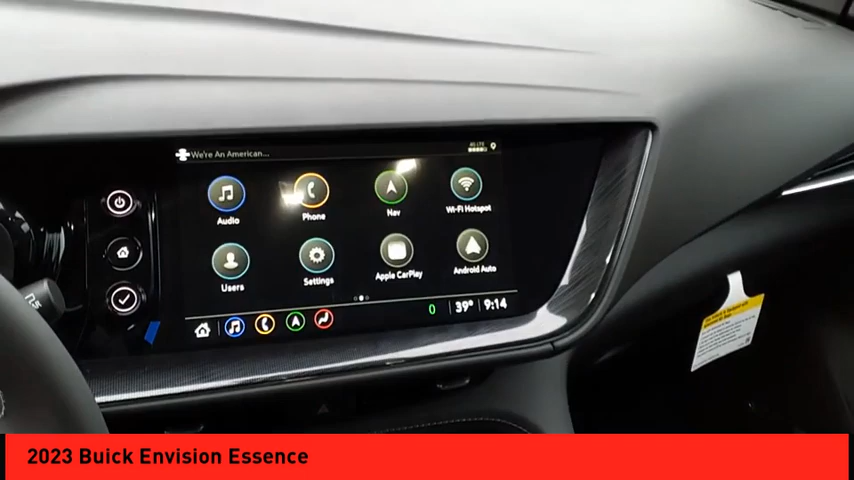 We're An American...
4G LTE
Audio
Phone
Nav
Wi-Fi Hotspot
Users
Settings
Apple CarPlay
Android Auto
0 39° 9:14
2023 Buick Envision Essence